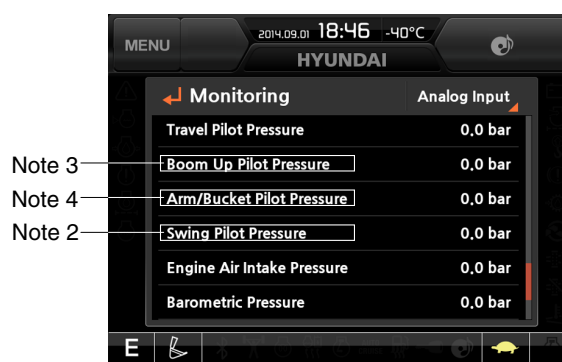 MENU
2014.09.01 18:46 -40°C
HYUNDAI
Monitoring
Analog Input
Travel Pilot Pressure 0.0 bar
Note 3 Boom Up Pilot Pressure 0.0 bar
Note 4 Arm/Bucket Pilot Pressure 0.0 bar
Note 2 Swing Pilot Pressure 0.0 bar
Engine Air Intake Pressure 0.0 bar
Barometric Pressure 0.0 bar
E